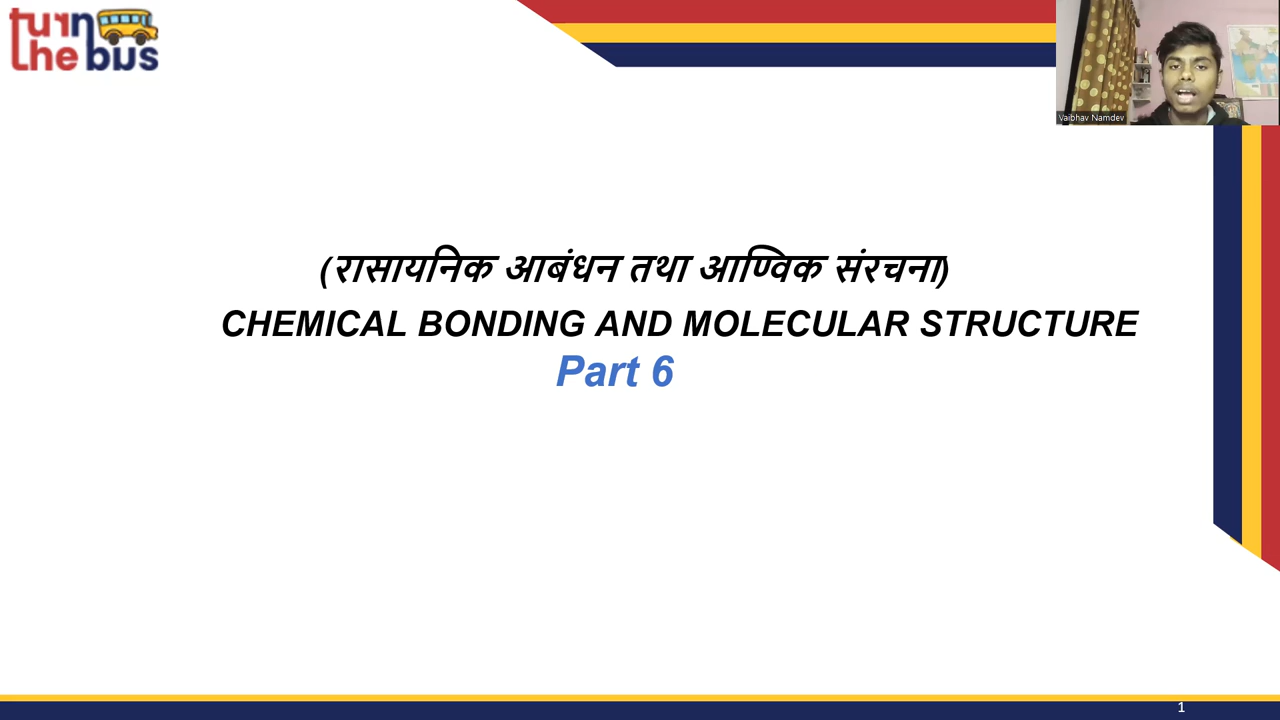 turn
the bus
Vaibhav Namdev
(रासायनिक आबंधन तथा आण्विक संरचना)
CHEMICAL BONDING AND MOLECULAR STRUCTURE
Part 6
1